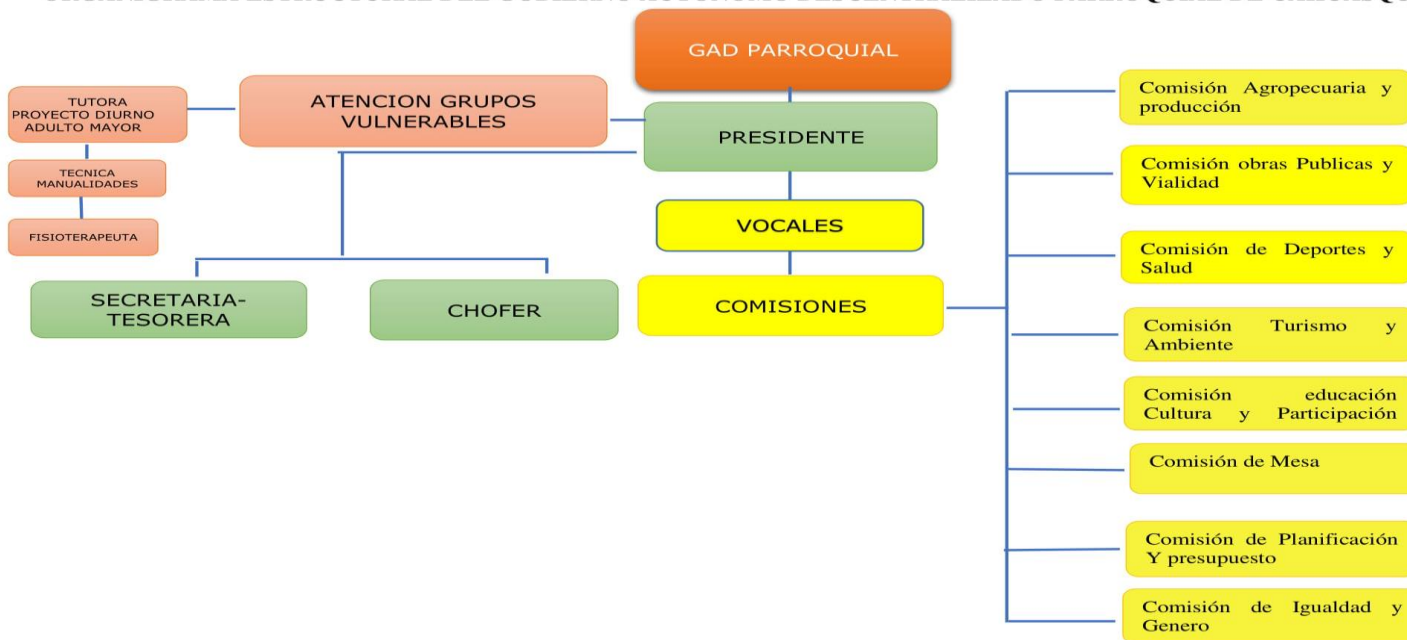 GAD PARROQUIAL
ATENCION GRUPOS
VULNERABLES
TUTORA
PROYECTO DIURNO
ADULTO MAYOR
TECNICA
MANUALIDADES
FISIOTERAPEUTA
PRESIDENTE
VOCALES
SECRETARIA-
TESORERA
CHOFER
COMISIONES
Comisión Agropecuaria y
producción
Comisión obras Publicas y
Vialidad
Comisión de Deportes y
Salud
Comisión Turismo y
Ambiente
Comisión educación
Cultura y Participación
Comisión de Mesa
Comisión de Planificación
Y presupuesto
Comisión de Igualdad y
Genero